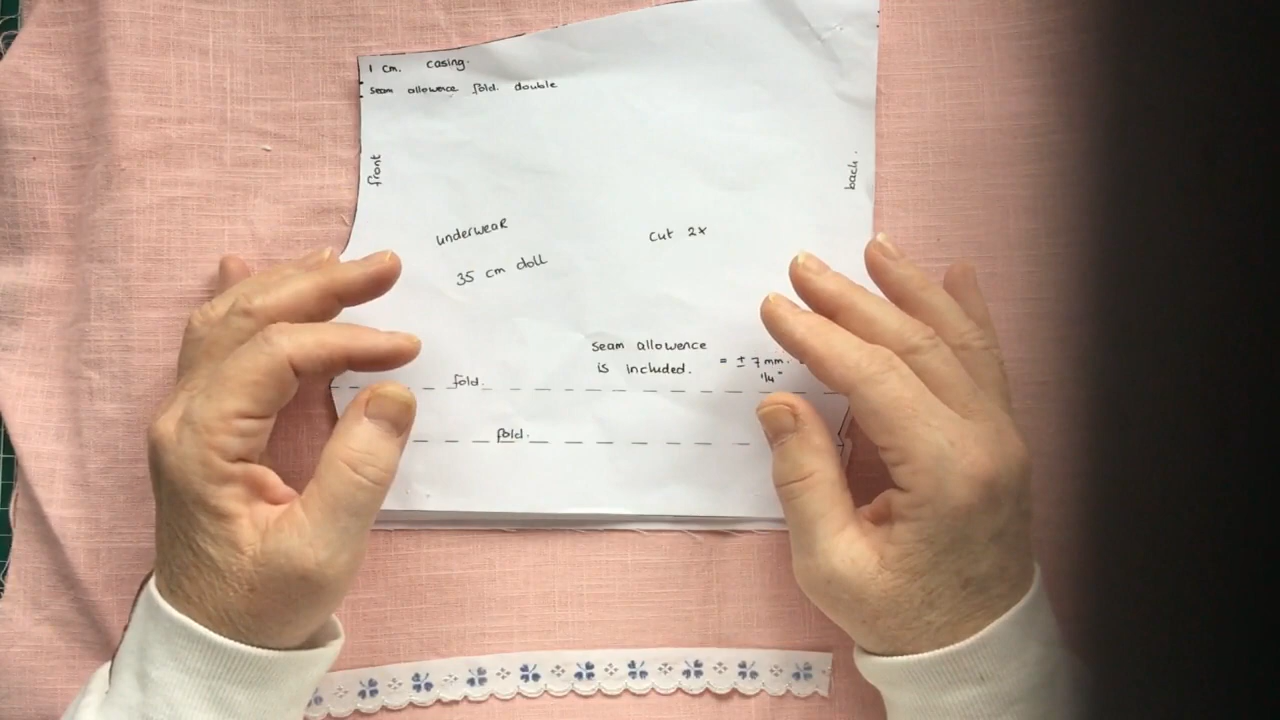 1 cm. casing.
seam allowence fold. double
front
back.
underwear
cut 2x
35 cm doll
seam allowence
is included. = ± 7 mm.
1/4"
fold.
fold.